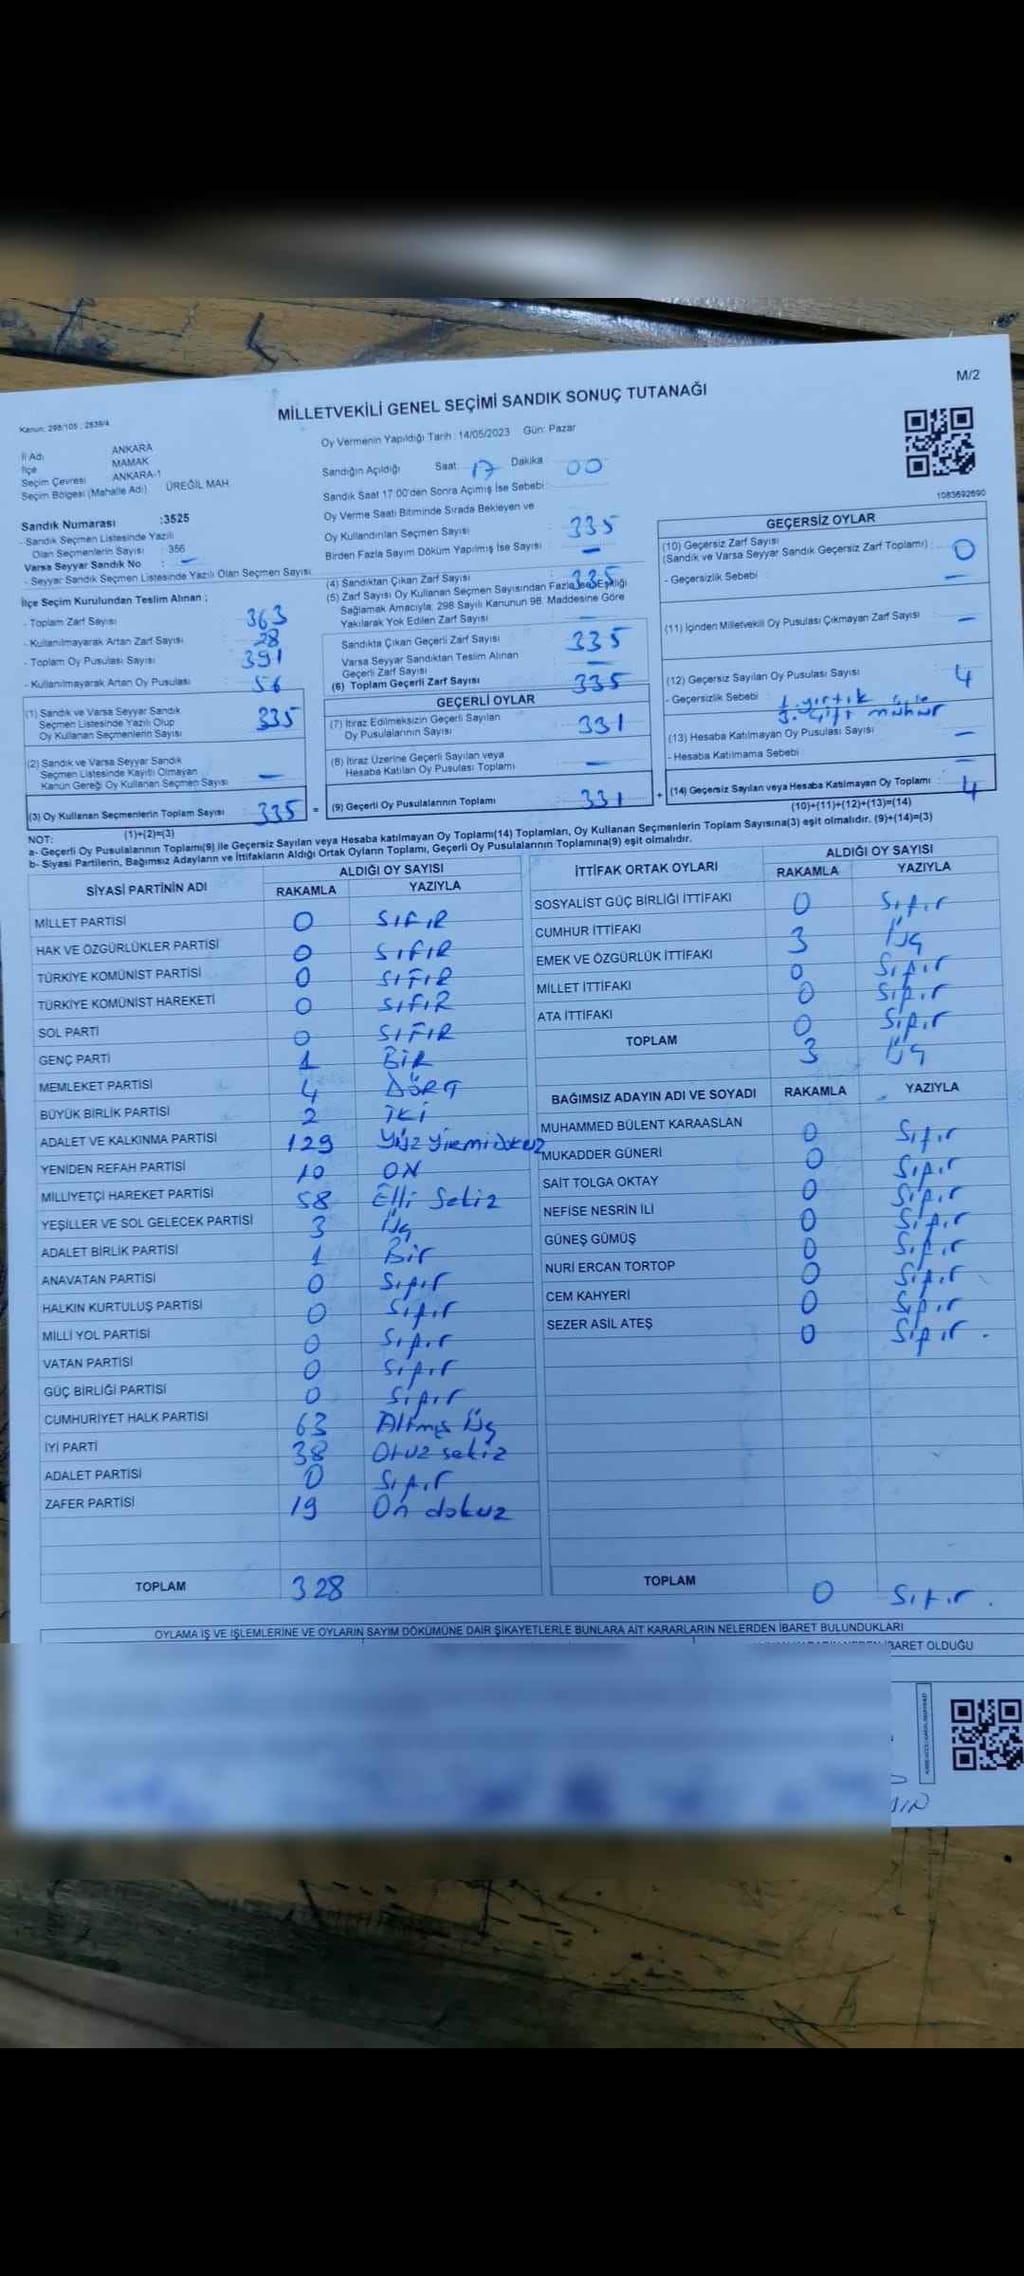 M/2
MİLLETVEKİLİ GENEL SEÇİMİ SANDIK SONUÇ TUTANAĞI
Kanun: 298/105 , 2839/4
İl Adı ANKARA
İlçe MAMAK
Seçim Çevresi ANKARA-1
Seçim Bölgesi (Mahalle Adı) ÜREĞİL MAH
Oy Vermenin Yapıldığı Tarih : 14/05/2023 Gün: Pazar
Sandığın Açıldığı Saat: 17 Dakika 00
Sandık Saat 17.00'den Sonra Açılmış İse Sebebi :
Oy Verme Saati Bitiminde Sırada Bekleyen ve
Oy Kullandırılan Seçmen Sayısı : 335
Birden Fazla Sayım Döküm Yapılmış İse Sayısı : –
Sandık Numarası :3525
- Sandık Seçmen Listesinde Yazılı
Olan Seçmenlerin Sayısı : 356
Varsa Seyyar Sandık No : –
- Seyyar Sandık Seçmen Listesinde Yazılı Olan Seçmen Sayısı
İlçe Seçim Kurulundan Teslim Alınan ;
- Toplam Zarf Sayısı : 363
- Kullanılmayarak Artan Zarf Sayısı : 28
- Toplam Oy Pusulası Sayısı : 391
- Kullanılmayarak Artan Oy Pusulası : 56
(1) Sandık ve Varsa Seyyar Sandık
Seçmen Listesinde Yazılı Olup
Oy Kullanan Seçmenlerin Sayısı 335
(2) Sandık ve Varsa Seyyar Sandık
Seçmen Listesinde Kayıtlı Olmayan
Kanun Gereği Oy Kullanan Seçmen Sayısı –
(3) Oy Kullanan Seçmenlerin Toplam Sayısı 335 =
(1)+(2)=(3)
(4) Sandıktan Çıkan Zarf Sayısı : 335
(5) Zarf Sayısı Oy Kullanan Seçmen Sayısından Fazla İse Eşitliği
Sağlamak Amacıyla, 298 Sayılı Kanunun 98. Maddesine Göre
Yakılarak Yok Edilen Zarf Sayısı : –
Sandıkta Çıkan Geçerli Zarf Sayısı : 335
Varsa Seyyar Sandıktan Teslim Alınan
Geçerli Zarf Sayısı –
(6) Toplam Geçerli Zarf Sayısı : 335
GEÇERLİ OYLAR
(7) İtiraz Edilmeksizin Geçerli Sayılan
Oy Pusulalarının Sayısı : 331
(8) İtiraz Üzerine Geçerli Sayılan veya
Hesaba Katılan Oy Pusulası Toplamı –
(9) Geçerli Oy Pusulalarının Toplamı : 331 +
1083692690
GEÇERSİZ OYLAR
(10) Geçersiz Zarf Sayısı
(Sandık ve Varsa Seyyar Sandık Geçersiz Zarf Toplamı) : 0
- Geçersizlik Sebebi : –
(11) İçinden Milletvekili Oy Pusulası Çıkmayan Zarf Sayısı : –
(12) Geçersiz Sayılan Oy Pusulası Sayısı : 4
- Geçersizlik Sebebi : 1. yırtık
çift mühür
(13) Hesaba Katılmayan Oy Pusulası Sayısı : –
- Hesaba Katılmama Sebebi : –
(14) Geçersiz Sayılan veya Hesaba Katılmayan Oy Toplamı : 4
(10)+(11)+(12)+(13)=(14)
NOT:
a- Geçerli Oy Pusulalarının Toplamı(9) ile Geçersiz Sayılan veya Hesaba katılmayan Oy Toplamı(14) Toplamları, Oy Kullanan Seçmenlerin Toplam Sayısına(3) eşit olmalıdır. (9)+(14)=(3)
b- Siyasi Partilerin, Bağımsız Adayların ve İttifakların Aldığı Ortak Oyların Toplamı, Geçerli Oy Pusulalarının Toplamına(9) eşit olmalıdır.
SİYASİ PARTİNİN ADI ALDIĞI OY SAYISI
RAKAMLA YAZIYLA
MİLLET PARTİSİ 0 SIFIR
HAK VE ÖZGÜRLÜKLER PARTİSİ 0 SIFIR
TÜRKİYE KOMÜNİST PARTİSİ 0 SIFIR
TÜRKİYE KOMÜNİST HAREKETİ 0 SIFIR
SOL PARTİ 0 SIFIR
GENÇ PARTİ 1 BİR
MEMLEKET PARTİSİ 4 DÖRT
BÜYÜK BİRLİK PARTİSİ 2 İKİ
ADALET VE KALKINMA PARTİSİ 129 Yüz yirmi dokuz
YENİDEN REFAH PARTİSİ 10 ON
MİLLİYETÇİ HAREKET PARTİSİ 58 Elli Sekiz
YEŞİLLER VE SOL GELECEK PARTİSİ 3 Üç
ADALET BİRLİK PARTİSİ 1 Bir
ANAVATAN PARTİSİ 0 Sıfır
HALKIN KURTULUŞ PARTİSİ 0 Sıfır
MİLLİ YOL PARTİSİ 0 Sıfır
VATAN PARTİSİ 0 Sıfır
GÜÇ BİRLİĞİ PARTİSİ 0 Sıfır
CUMHURİYET HALK PARTİSİ 63 Altmış Üç
İYİ PARTİ 38 Otuz sekiz
ADALET PARTİSİ 0 Sıfır
ZAFER PARTİSİ 19 On dokuz
TOPLAM 328
İTTİFAK ORTAK OYLARI ALDIĞI OY SAYISI
RAKAMLA YAZIYLA
SOSYALİST GÜÇ BİRLİĞİ İTTİFAKI 0 Sıfır
CUMHUR İTTİFAKI 3 Üç
EMEK VE ÖZGÜRLÜK İTTİFAKI 0 Sıfır
MİLLET İTTİFAKI 0 Sıfır
ATA İTTİFAKI 0 Sıfır
TOPLAM 3 Üç
BAĞIMSIZ ADAYIN ADI VE SOYADI RAKAMLA YAZIYLA
MUHAMMED BÜLENT KARAASLAN 0 Sıfır
MUKADDER GÜNERİ 0 Sıfır
SAİT TOLGA OKTAY 0 Sıfır
NEFİSE NESRİN İLİ 0 Sıfır
GÜNEŞ GÜMÜŞ 0 Sıfır
NURİ ERCAN TORTOP 0 Sıfır
CEM KAHYERİ 0 Sıfır
SEZER ASİL ATEŞ 0 Sıfır
TOPLAM 0 Sıfır
OYLAMA İŞ VE İŞLEMLERİNE VE OYLARIN SAYIM DÖKÜMÜNE DAİR ŞİKAYETLERLE BUNLARA AİT KARARLARIN NELERDEN İBARET BULUNDUKLARI
İBARET OLDUĞU